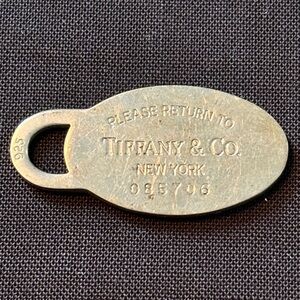 PLEASE RETURN TO
TIFFANY & CO.
NEW YORK
085796
925